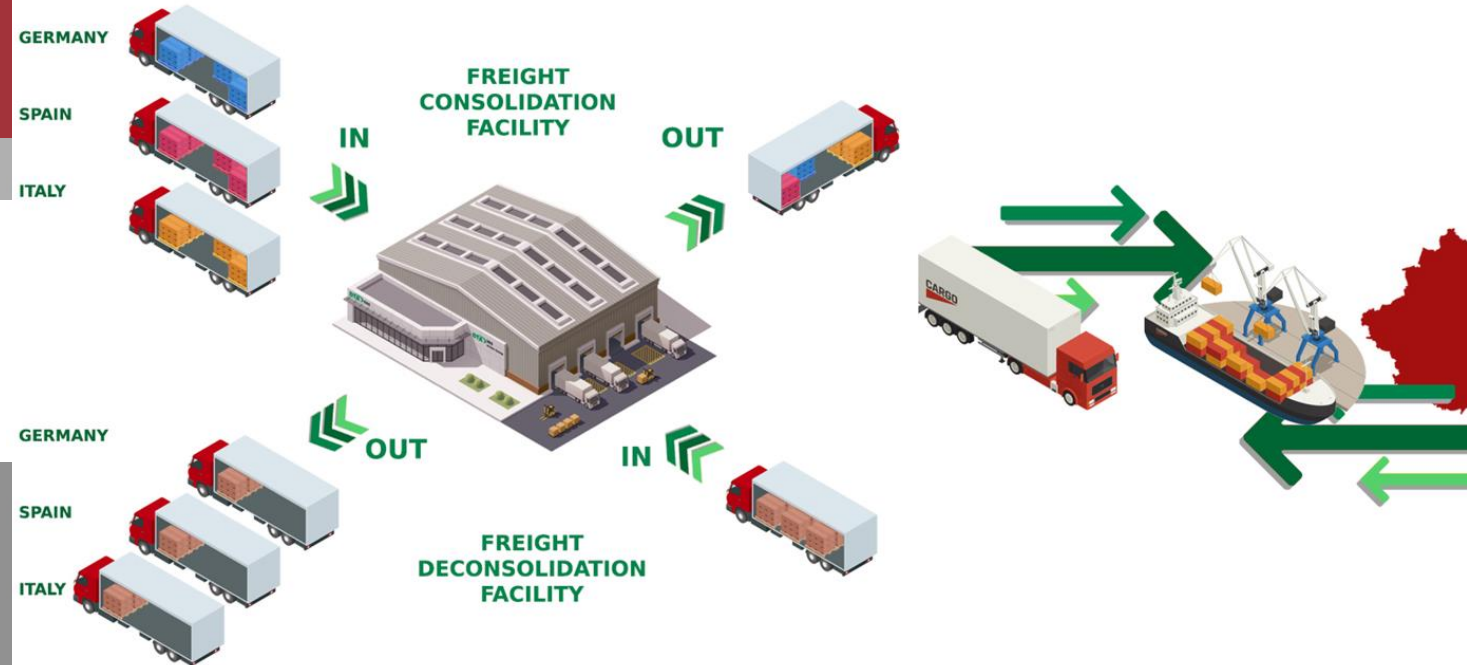 GERMANY
SPAIN
ITALY
IN
FREIGHT
CONSOLIDATION
FACILITY
OUT
CARGO
GERMANY
SPAIN
ITALY
OUT
IN
FREIGHT
DECONSOLIDATION
FACILITY